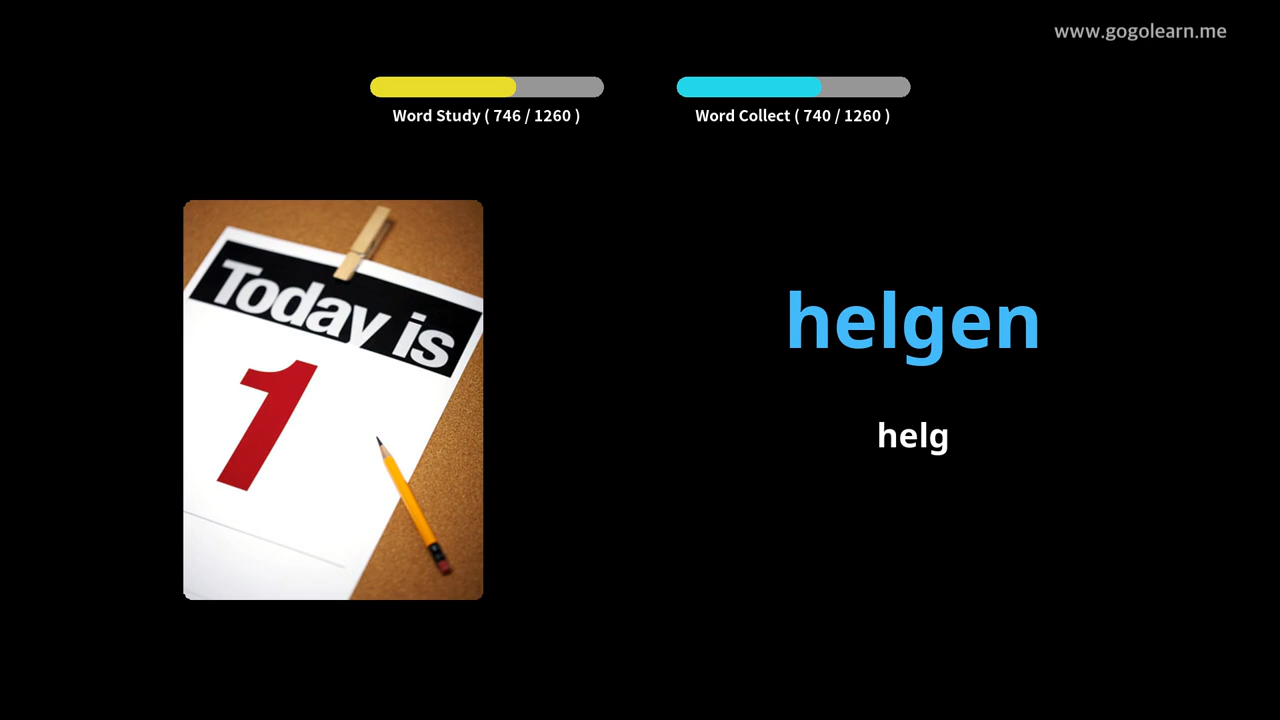 www.gogolearn.me
Word Study ( 746 / 1260 )
Word Collect ( 740 / 1260 )
Today is
1
helgen
helg